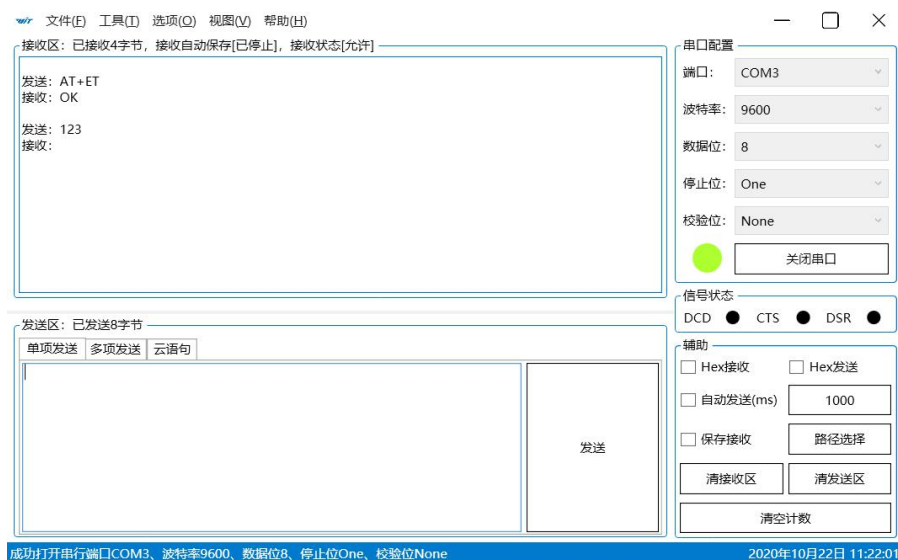 wir 文件(F) 工具(T) 选项(O) 视图(V) 帮助(H)
接收区：已接收4字节，接收自动保存[已停止]，接收状态[允许]
发送：AT+ET
接收：OK
发送：123
接收：
发送区：已发送8字节
单项发送 多项发送 云语句
发送
串口配置
端口： COM3
波特率： 9600
数据位： 8
停止位： One
校验位： None
关闭串口
信号状态
DCD CTS DSR
辅助
Hex接收 Hex发送
自动发送(ms) 1000
保存接收 路径选择
清接收区 清发送区
清空计数
成功打开串行端口COM3、波特率9600、数据位8、停止位One、校验位None 2020年10月22日 11:22:01